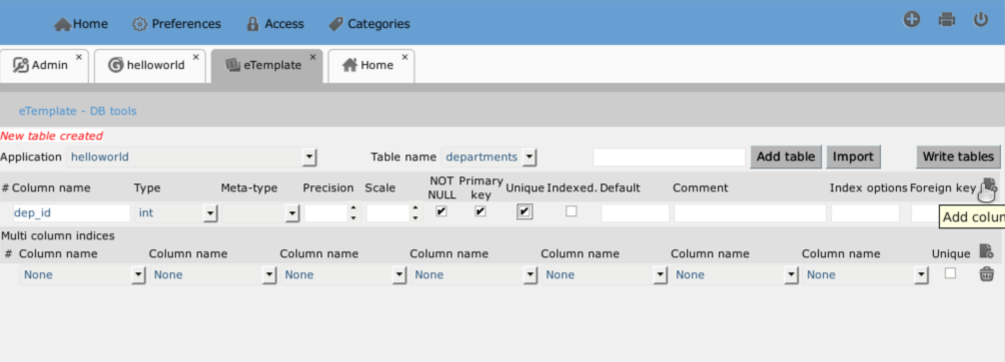 Home Preferences Access Categories
Admin × helloworld × eTemplate × Home ×
eTemplate - DB tools
New table created
Application helloworld Table name departments Add table Import Write tables
# Column name Type Meta-type Precision Scale NOT NULL Primary key Unique Indexed. Default Comment Index options Foreign key
dep_id int
Add colum
Multi column indices
# Column name Column name Column name Column name Column name Column name Column name Unique
None None None None None None None